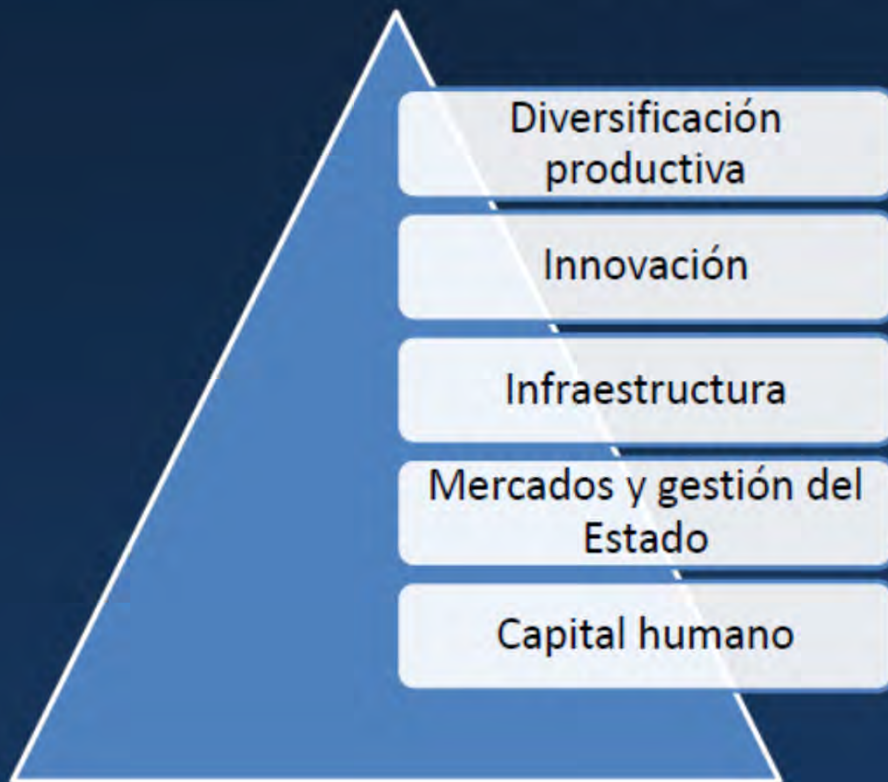 Diversificación
productiva
Innovación
Infraestructura
Mercados y gestión del
Estado
Capital humano